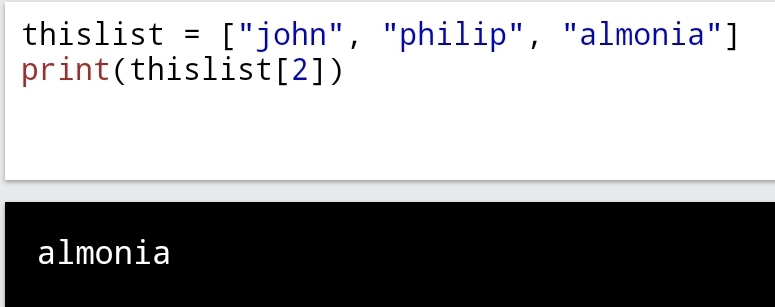 thislist = ["john", "philip", "almonia"]
print(thislist[2])
almonia